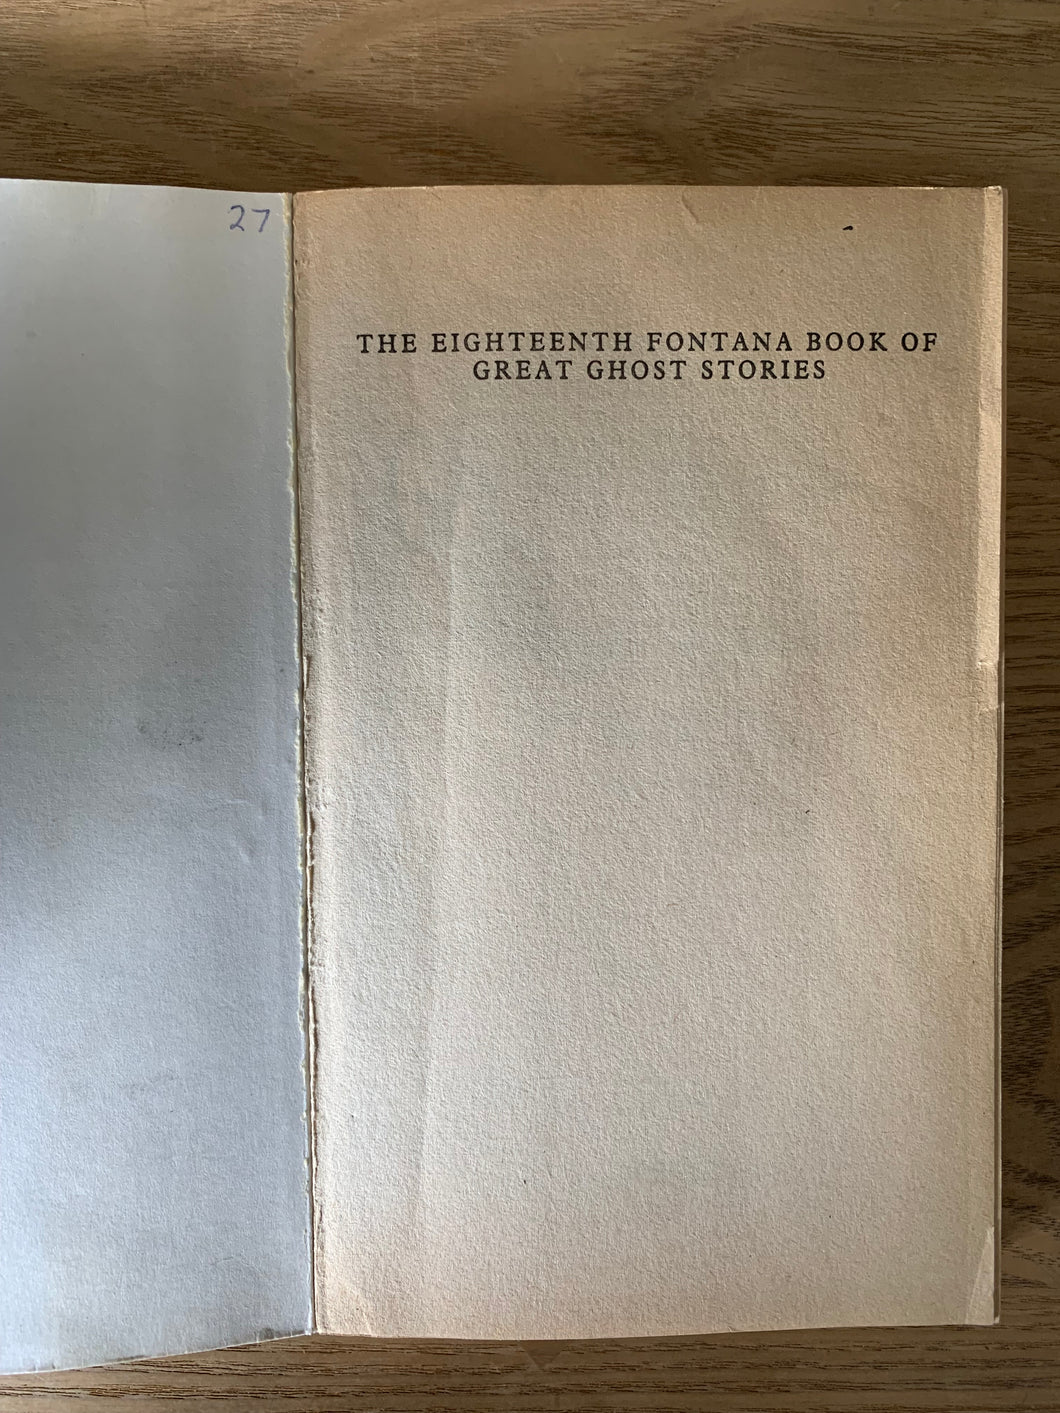 27
THE EIGHTEENTH FONTANA BOOK OF
GREAT GHOST STORIES